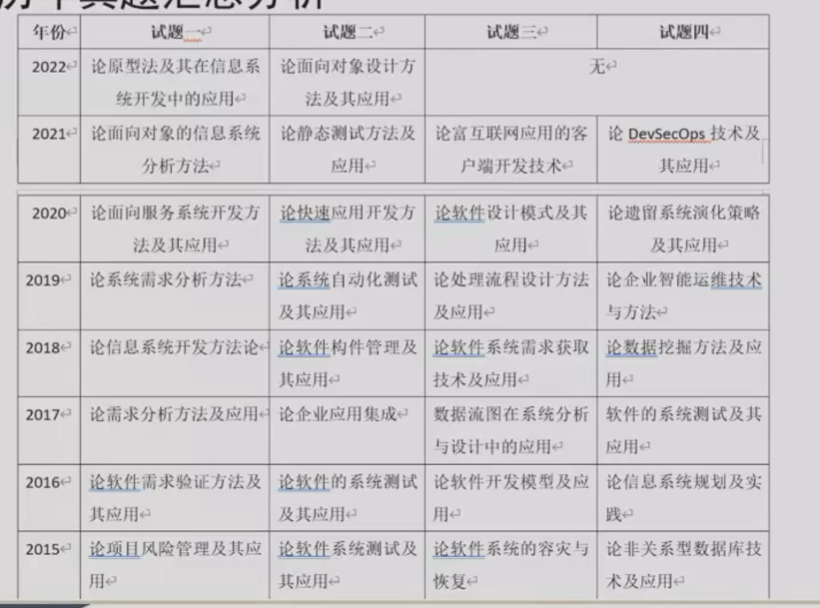 历年真题汇总分析
年份 试题一 试题二 试题三 试题四
2022 论原型法及其在信息系 论面向对象设计方 无
统开发中的应用 法及其应用
2021 论面向对象的信息系统 论静态测试方法及 论富互联网应用的客 论 DevSecOps 技术及
分析方法 应用 户端开发技术 其应用
2020 论面向服务系统开发方 论快速应用开发方 论软件设计模式及其 论遗留系统演化策略
法及其应用 法及其应用 应用 及其应用
2019 论系统需求分析方法 论系统自动化测试 论处理流程设计方法 论企业智能运维技术
及其应用 及应用 与方法
2018 论信息系统开发方法论 论软件构件管理及 论软件系统需求获取 论数据挖掘方法及应
其应用 技术及应用 用
2017 论需求分析方法及应用 论企业应用集成 数据流图在系统分析 软件的系统测试及其
与设计中的应用 应用
2016 论软件需求验证方法及 论软件的系统测试 论软件开发模型及应 论信息系统规划及实
其应用 及其应用 用 践
2015 论项目风险管理及其应 论软件系统测试及 论软件系统的容灾与 论非关系型数据库技
用 其应用 恢复 术及应用